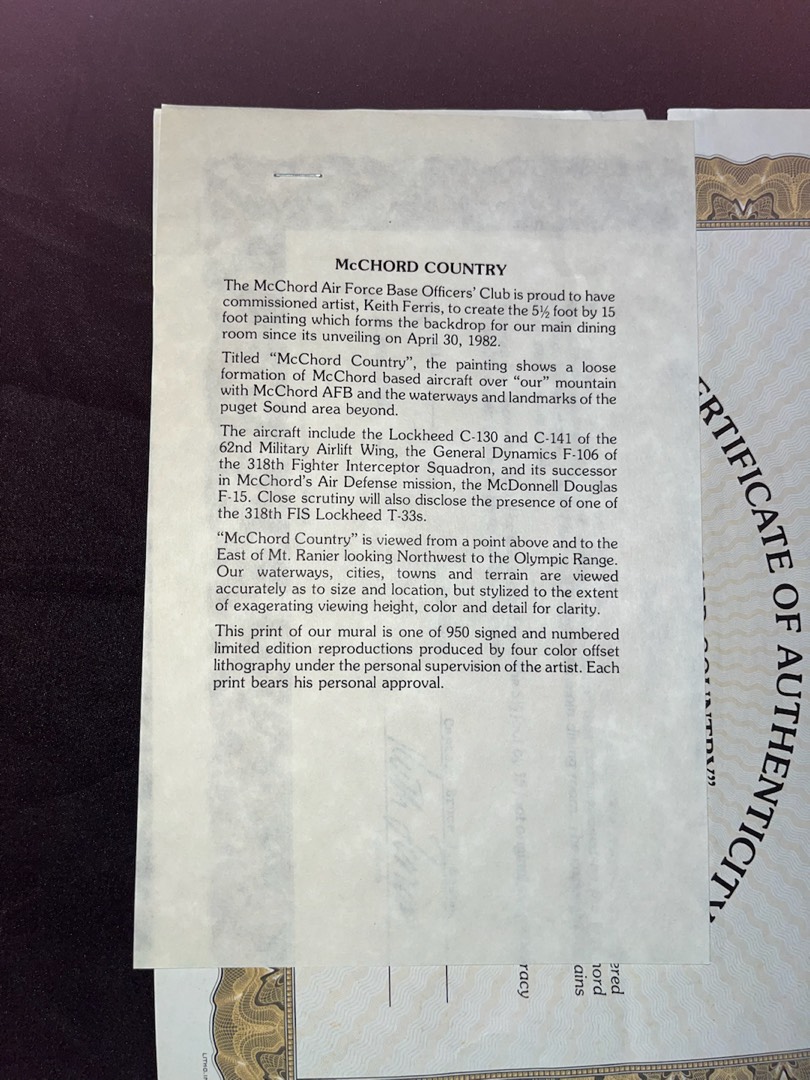 McCHORD COUNTRY
The McChord Air Force Base Officers' Club is proud to have
commissioned artist, Keith Ferris, to create the 5½ foot by 15
foot painting which forms the backdrop for our main dining
room since its unveiling on April 30, 1982.
Titled “McChord Country”, the painting shows a loose
formation of McChord based aircraft over “our” mountain
with McChord AFB and the waterways and landmarks of the
puget Sound area beyond.
The aircraft include the Lockheed C-130 and C-141 of the
62nd Military Airlift Wing, the General Dynamics F-106 of
the 318th Fighter Interceptor Squadron, and its successor
in McChord's Air Defense mission, the McDonnell Douglas
F-15. Close scrutiny will also disclose the presence of one of
the 318th FIS Lockheed T-33s.
“McChord Country” is viewed from a point above and to the
East of Mt. Ranier looking Northwest to the Olympic Range.
Our waterways, cities, towns and terrain are viewed
accurately as to size and location, but stylized to the extent
of exagerating viewing height, color and detail for clarity.
This print of our mural is one of 950 signed and numbered
limited edition reproductions produced by four color offset
lithography under the personal supervision of the artist. Each
print bears his personal approval.
ERTIFICATE OF AUTHENTICITY
COUNTRY”
ered
hord
ains
racy